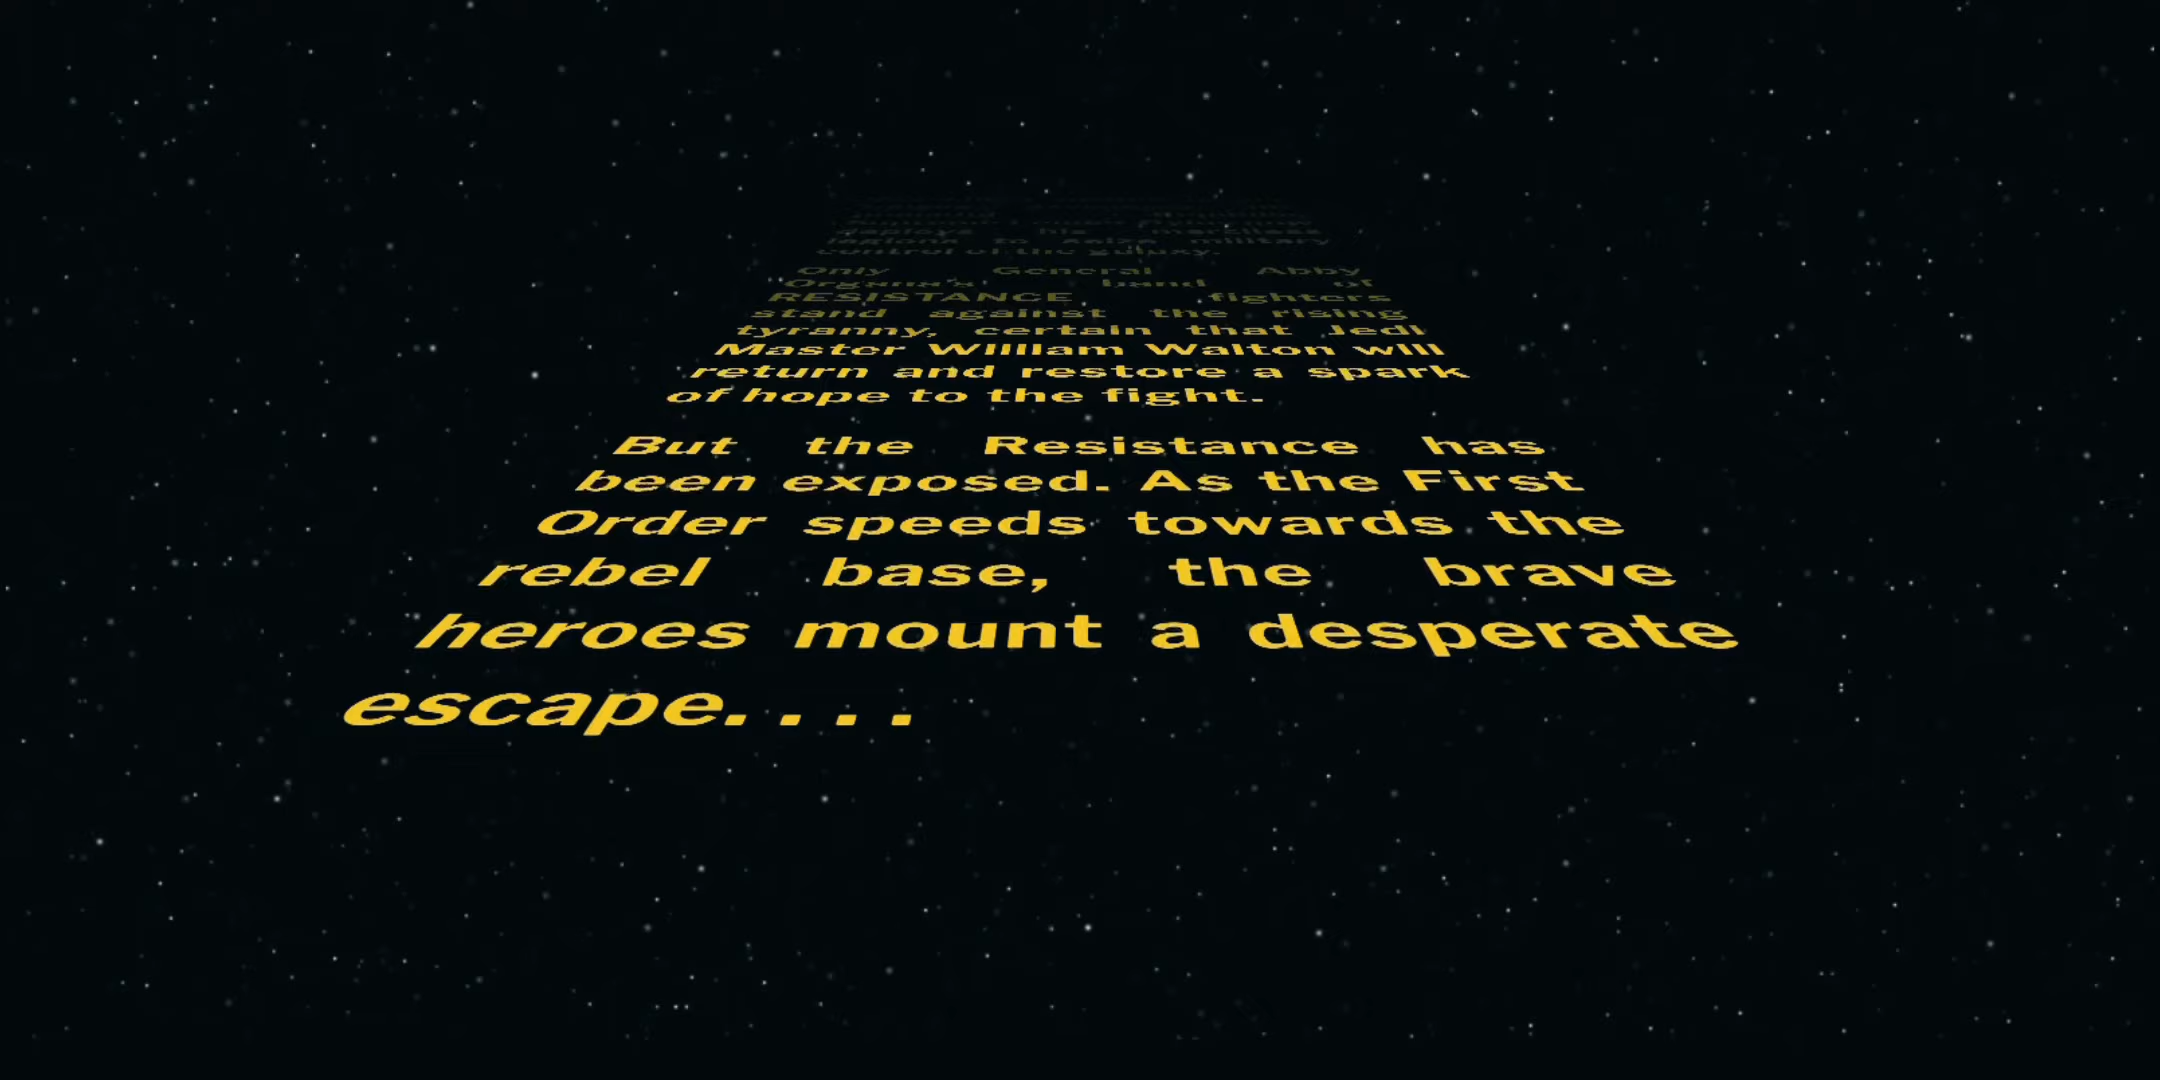 deploys his merciless
legions to seize military
control of the galaxy.
Only General Abby
Organa's band of
RESISTANCE fighters
stand against the rising
tyranny, certain that Jedi
Master William Walton will
return and restore a spark
of hope to the fight.
But the Resistance has
been exposed. As the First
Order speeds towards the
rebel base, the brave
heroes mount a desperate
escape....